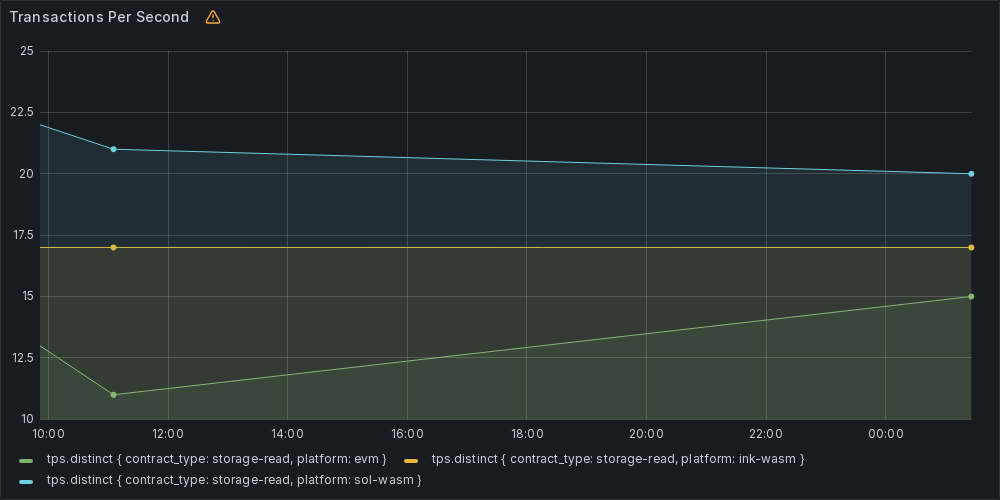 Transactions Per Second
25
22.5
20
17.5
15
12.5
10
10:00 12:00 14:00 16:00 18:00 20:00 22:00 00:00
tps.distinct { contract_type: storage-read, platform: evm } tps.distinct { contract_type: storage-read, platform: ink-wasm }
tps.distinct { contract_type: storage-read, platform: sol-wasm }